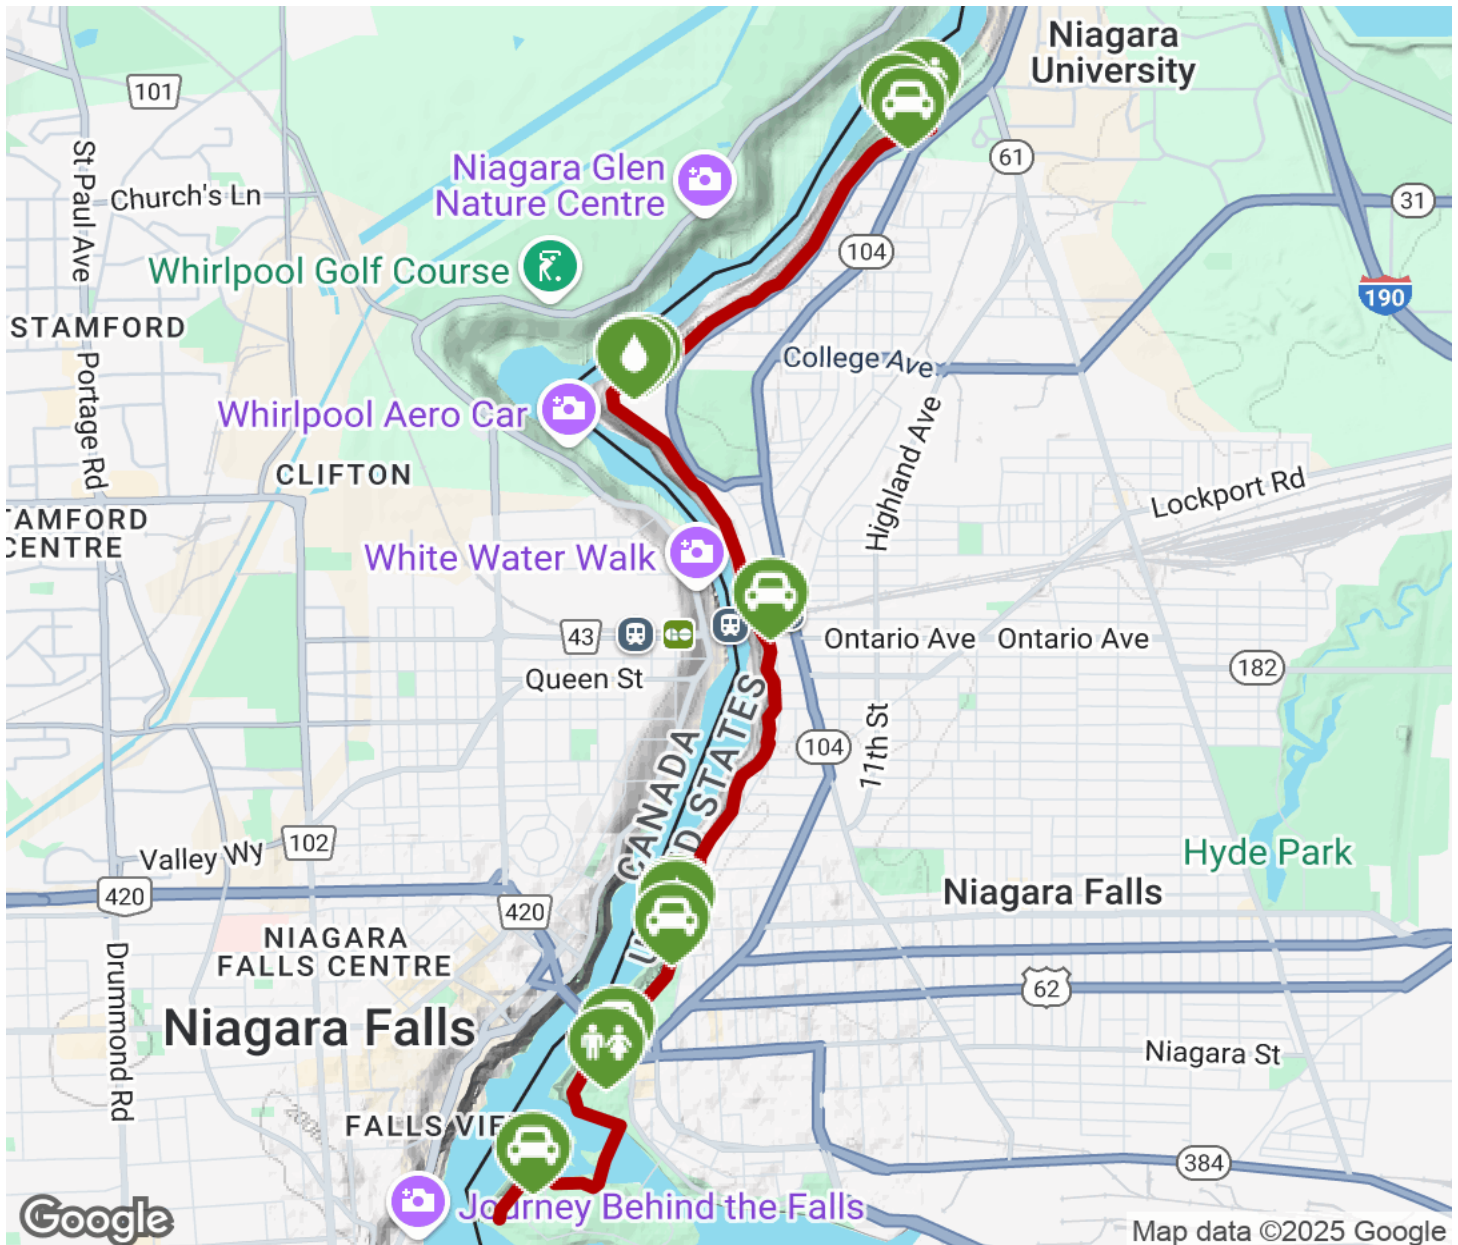 Niagara
University
101
61
Niagara Glen
Nature Centre
St Paul Ave
Church's Ln
31
104
Whirlpool Golf Course
190
STAMFORD
College Ave
Portage Rd
Whirlpool Aero Car
Highland Ave
CLIFTON
Lockport Rd
TAMFORD
CENTRE
White Water Walk
43
Ontario Ave
Ontario Ave
182
Queen St
11th St
104
CANADA
D STATES
U
102
Valley Wy
Hyde Park
420
420
Niagara Falls
NIAGARA
FALLS CENTRE
Drummond Rd
62
Niagara Falls
Niagara St
FALLS VIE
384
Journey Behind the Falls
Google
Map data ©2025 Google